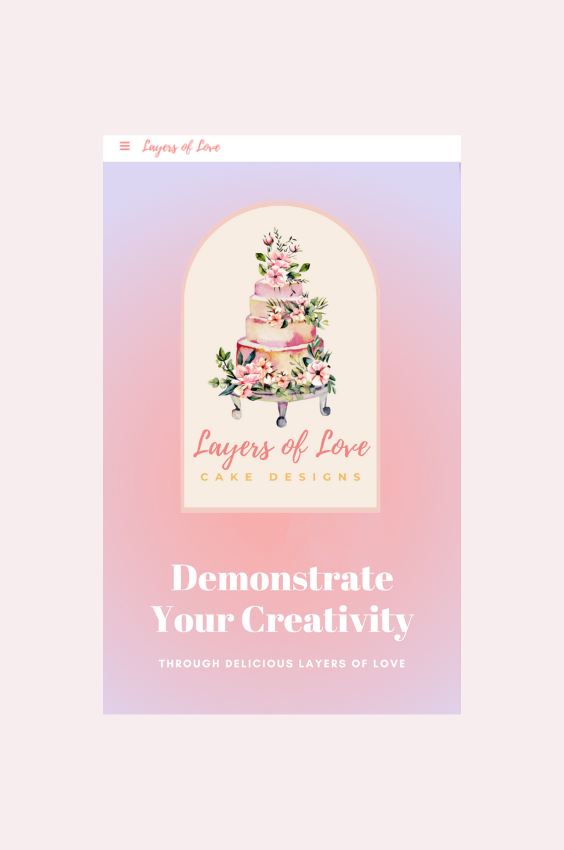 Layers of Love
Layers of Love
CAKE DESIGNS
Demonstrate
Your Creativity
THROUGH DELICIOUS LAYERS OF LOVE